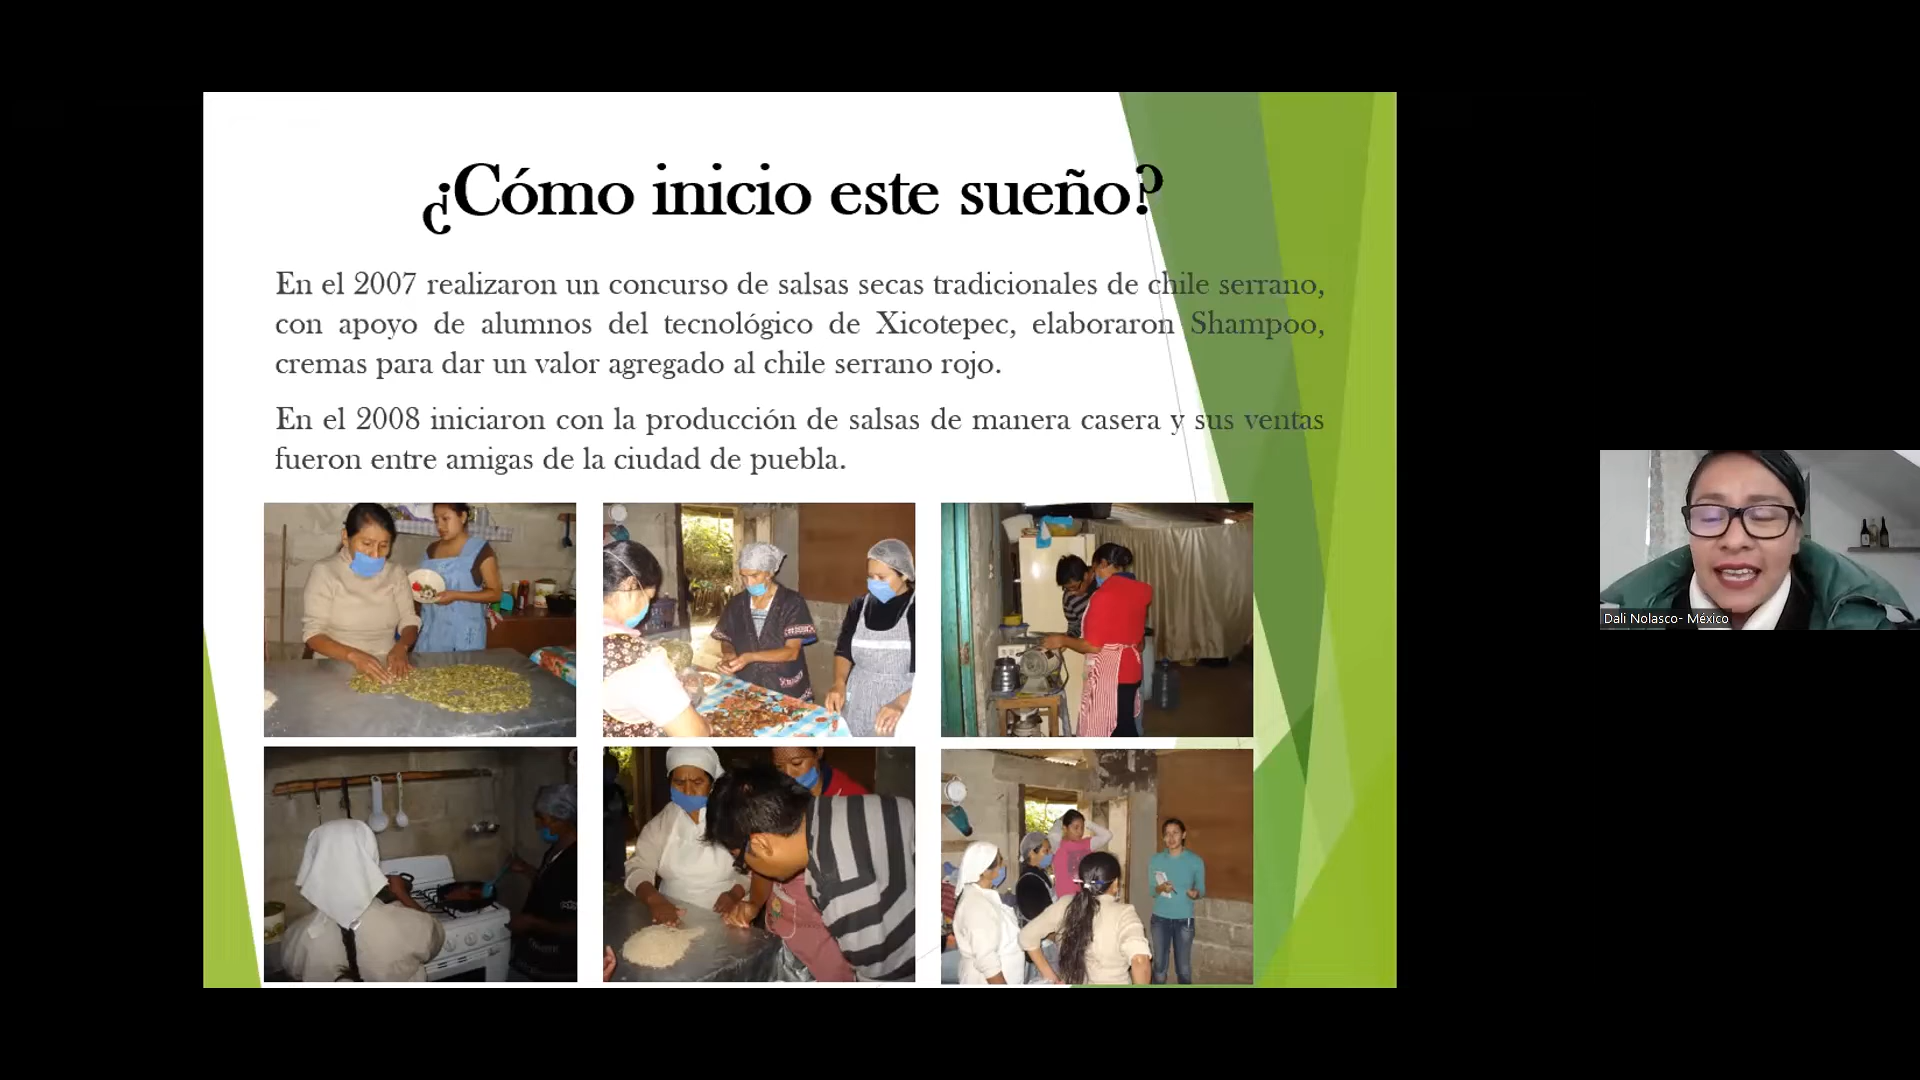 ¿Cómo inicio este sueño?
En el 2007 realizaron un concurso de salsas secas tradicionales de chile serrano,
con apoyo de alumnos del tecnológico de Xicotepec, elaboraron Shampoo,
cremas para dar un valor agregado al chile serrano rojo.
En el 2008 iniciaron con la producción de salsas de manera casera y sus ventas
fueron entre amigas de la ciudad de puebla.
Dali Nolasco- México